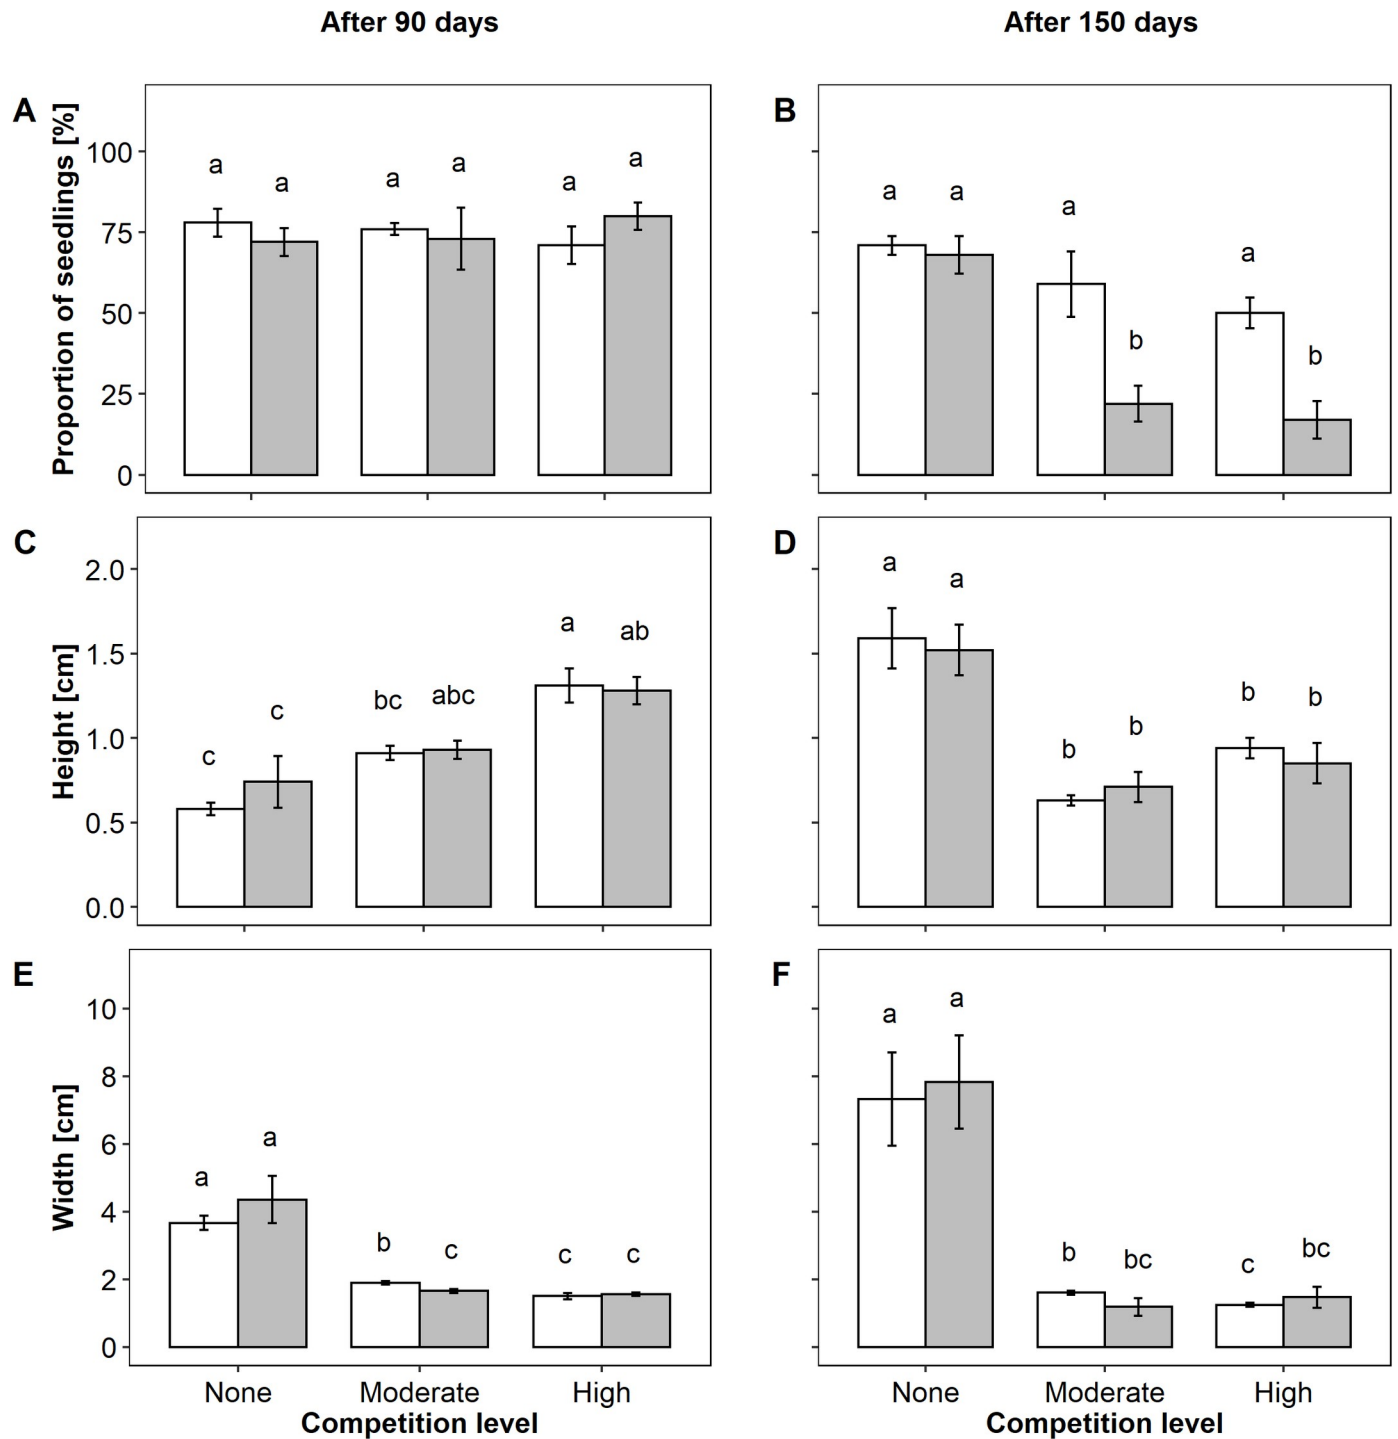 After 90 days
After 150 days
A
Proportion of seedlings [%]
100
75
50
25
0
a
a
a
a
a
a
B
a
a
a
b
a
b
C
Height [cm]
2.0
1.5
1.0
0.5
0.0
c
c
bc
abc
a
ab
D
a
a
b
b
b
b
E
Width [cm]
10
8
6
4
2
0
a
a
b
c
c
c
None Moderate High
Competition level
F
a
a
b
bc
c
bc
None Moderate High
Competition level